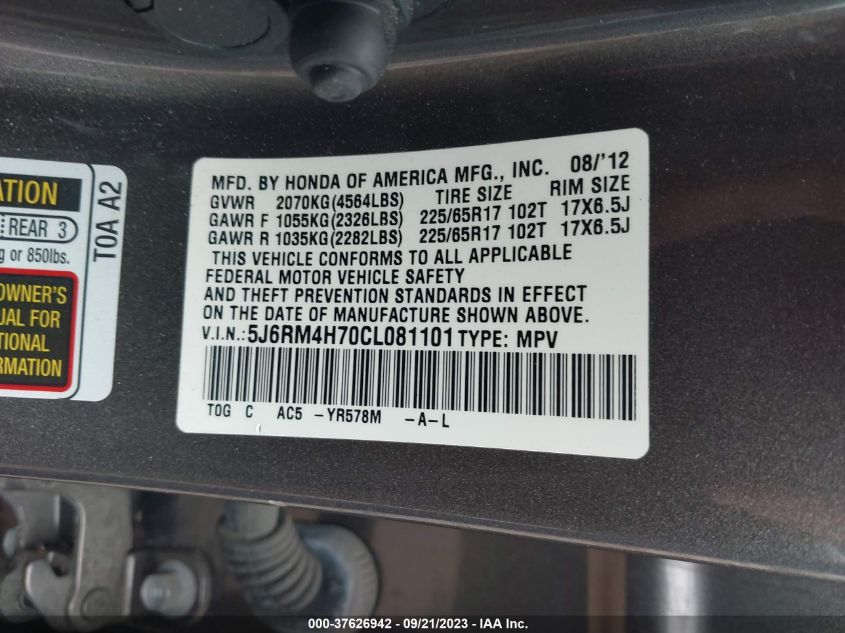 ATION
REAR 3
g or 850lbs.
OWNER'S
UAL FOR
TIONAL
RMATION
T0A A2
MFD. BY HONDA OF AMERICA MFG., INC. 08/'12
GVWR 2070KG(4564LBS) TIRE SIZE RIM SIZE
GAWR F 1055KG(2326LBS) 225/65R17 102T 17X6.5J
GAWR R 1035KG(2282LBS) 225/65R17 102T 17X6.5J
THIS VEHICLE CONFORMS TO ALL APPLICABLE
FEDERAL MOTOR VEHICLE SAFETY
AND THEFT PREVENTION STANDARDS IN EFFECT
ON THE DATE OF MANUFACTURE SHOWN ABOVE.
V.I.N.:5J6RM4H70CL081101 TYPE: MPV
T0G C AC5 -YR578M -A-L
000-37626942 - 09/21/2023 - IAA Inc.